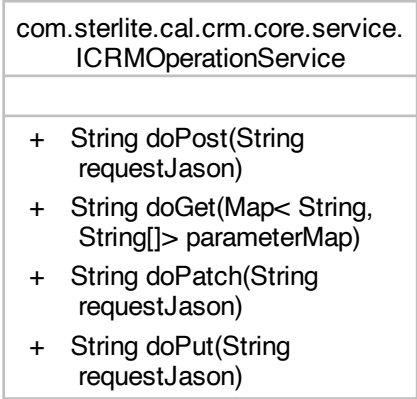 com.sterlite.cal.crm.core.service.
ICRMOperationService
+ String doPost(String
requestJason)
+ String doGet(Map< String,
String[]> parameterMap)
+ String doPatch(String
requestJason)
+ String doPut(String
requestJason)